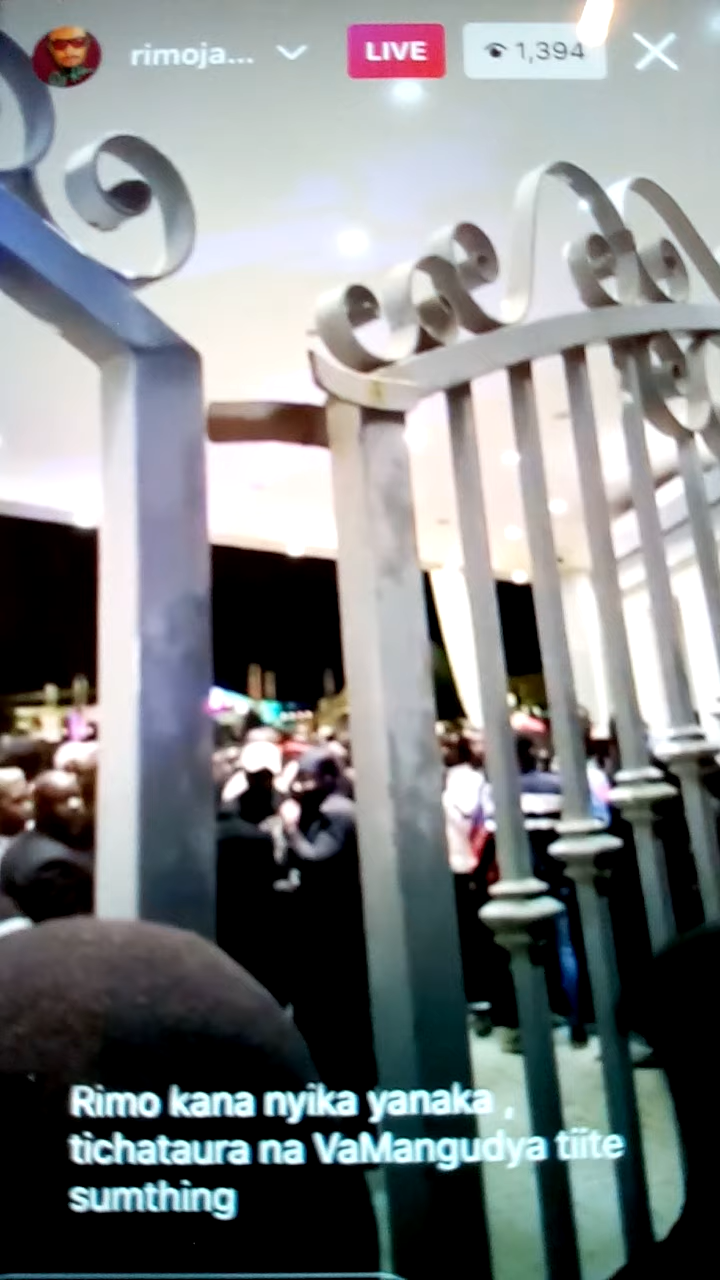 rimoja...
LIVE
1,394
Rimo kana nyika yanaka ,
tichataura na VaMangudya tiite
sumthing